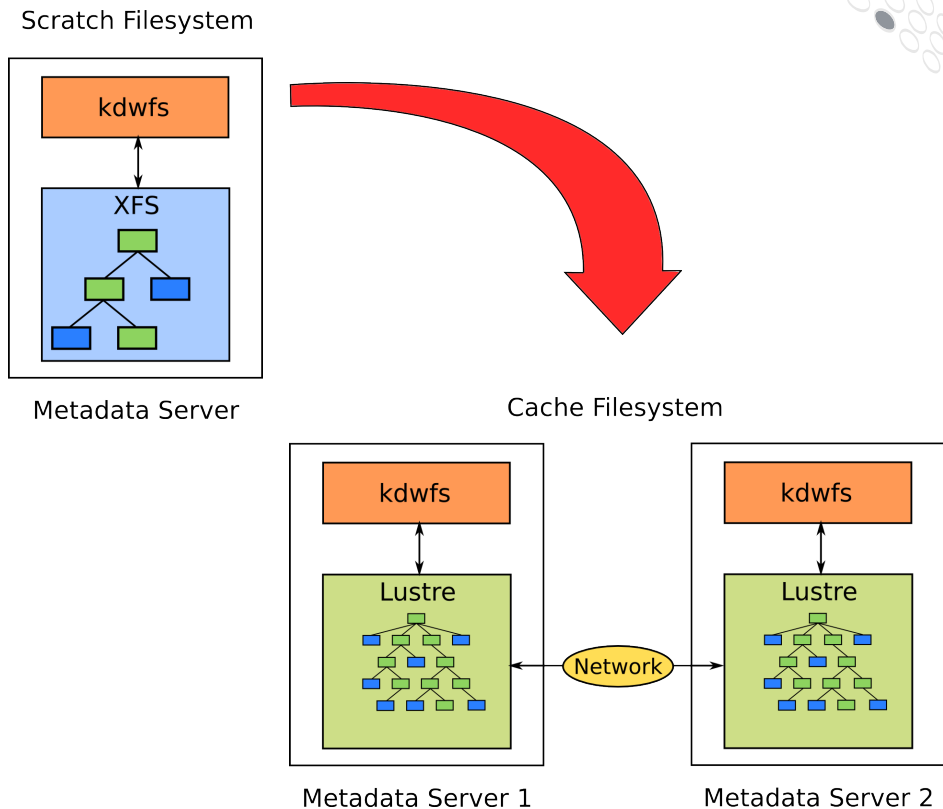 Scratch Filesystem
kdwfs
XFS
Metadata Server
Cache Filesystem
kdwfs
kdwfs
Lustre
Lustre
Network
Metadata Server 1
Metadata Server 2